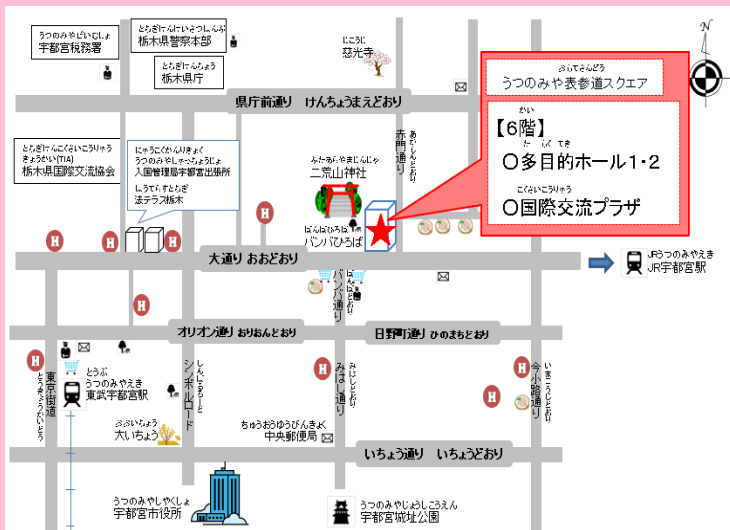 うつのみやぜいむしょ
宇都宮税務署
とちぎけんけいさつほんぶ
栃木県警察本部
とちぎけんちょう
栃木県庁
じこうじ
慈光寺
N
おもてさんどう
うつのみや表参道スクエア
かい
【6階】
た もく てき
〇多目的ホール1・2
こくさいこうりゅう
〇国際交流プラザ
県庁前通り けんちょうまえどおり
赤門通り
あかもんどおり
とちぎけんこくさいこうりゅう
きょうかい(TIA)
栃木県国際交流協会
にゅうこくかんりきょく
うつのみやしゅっちょうじょ
入国管理局宇都宮出張所
ほうてらすとちぎ
法テラス栃木
ふたあらやまじんじゃ
二荒山神社
ばんばひろば
バンバひろば
H
H
H
H
大通り おおどおり
JRうつのみやえき
JR宇都宮駅
バンバ通り
ばんばどおり
オリオン通り おりおんどおり
日野町通り ひのまちどおり
H
H
H
東京街道
とうきょうかいどう
とうぶ
うつのみやえき
東武宇都宮駅
シンボルロード
しんぼるろーど
みはし通り
みはしどおり
今小路通り
いまこうじどおり
おおいちょう
大いちょう
ちゅうおうゆうびんきょく
中央郵便局
いちょう通り いちょうどおり
うつのみやしやくしょ
宇都宮市役所
うつのみやじょうしこうえん
宇都宮城址公園